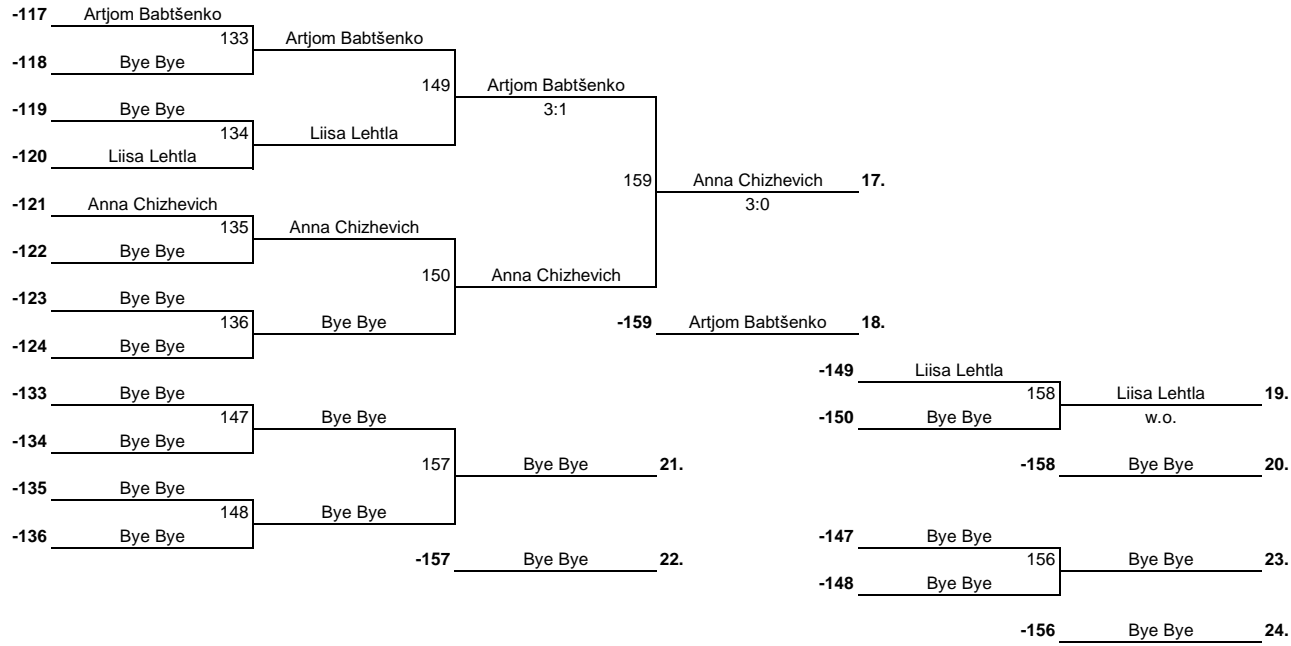 -117 Artjom Babtšenko
133 Artjom Babtšenko
-118 Bye Bye
149 Artjom Babtšenko
3:1
-119 Bye Bye
134 Liisa Lehtla
-120 Liisa Lehtla
159 Anna Chizhevich 17.
3:0
-121 Anna Chizhevich
135 Anna Chizhevich
-122 Bye Bye
150 Anna Chizhevich
-123 Bye Bye
136 Bye Bye
-124 Bye Bye
-159 Artjom Babtšenko 18.
-149 Liisa Lehtla
158 Liisa Lehtla 19.
w.o.
-150 Bye Bye
-158 Bye Bye 20.
-133 Bye Bye
147 Bye Bye
-134 Bye Bye
157 Bye Bye 21.
-135 Bye Bye
148 Bye Bye
-136 Bye Bye
-157 Bye Bye 22.
-147 Bye Bye
156 Bye Bye 23.
-148 Bye Bye
-156 Bye Bye 24.